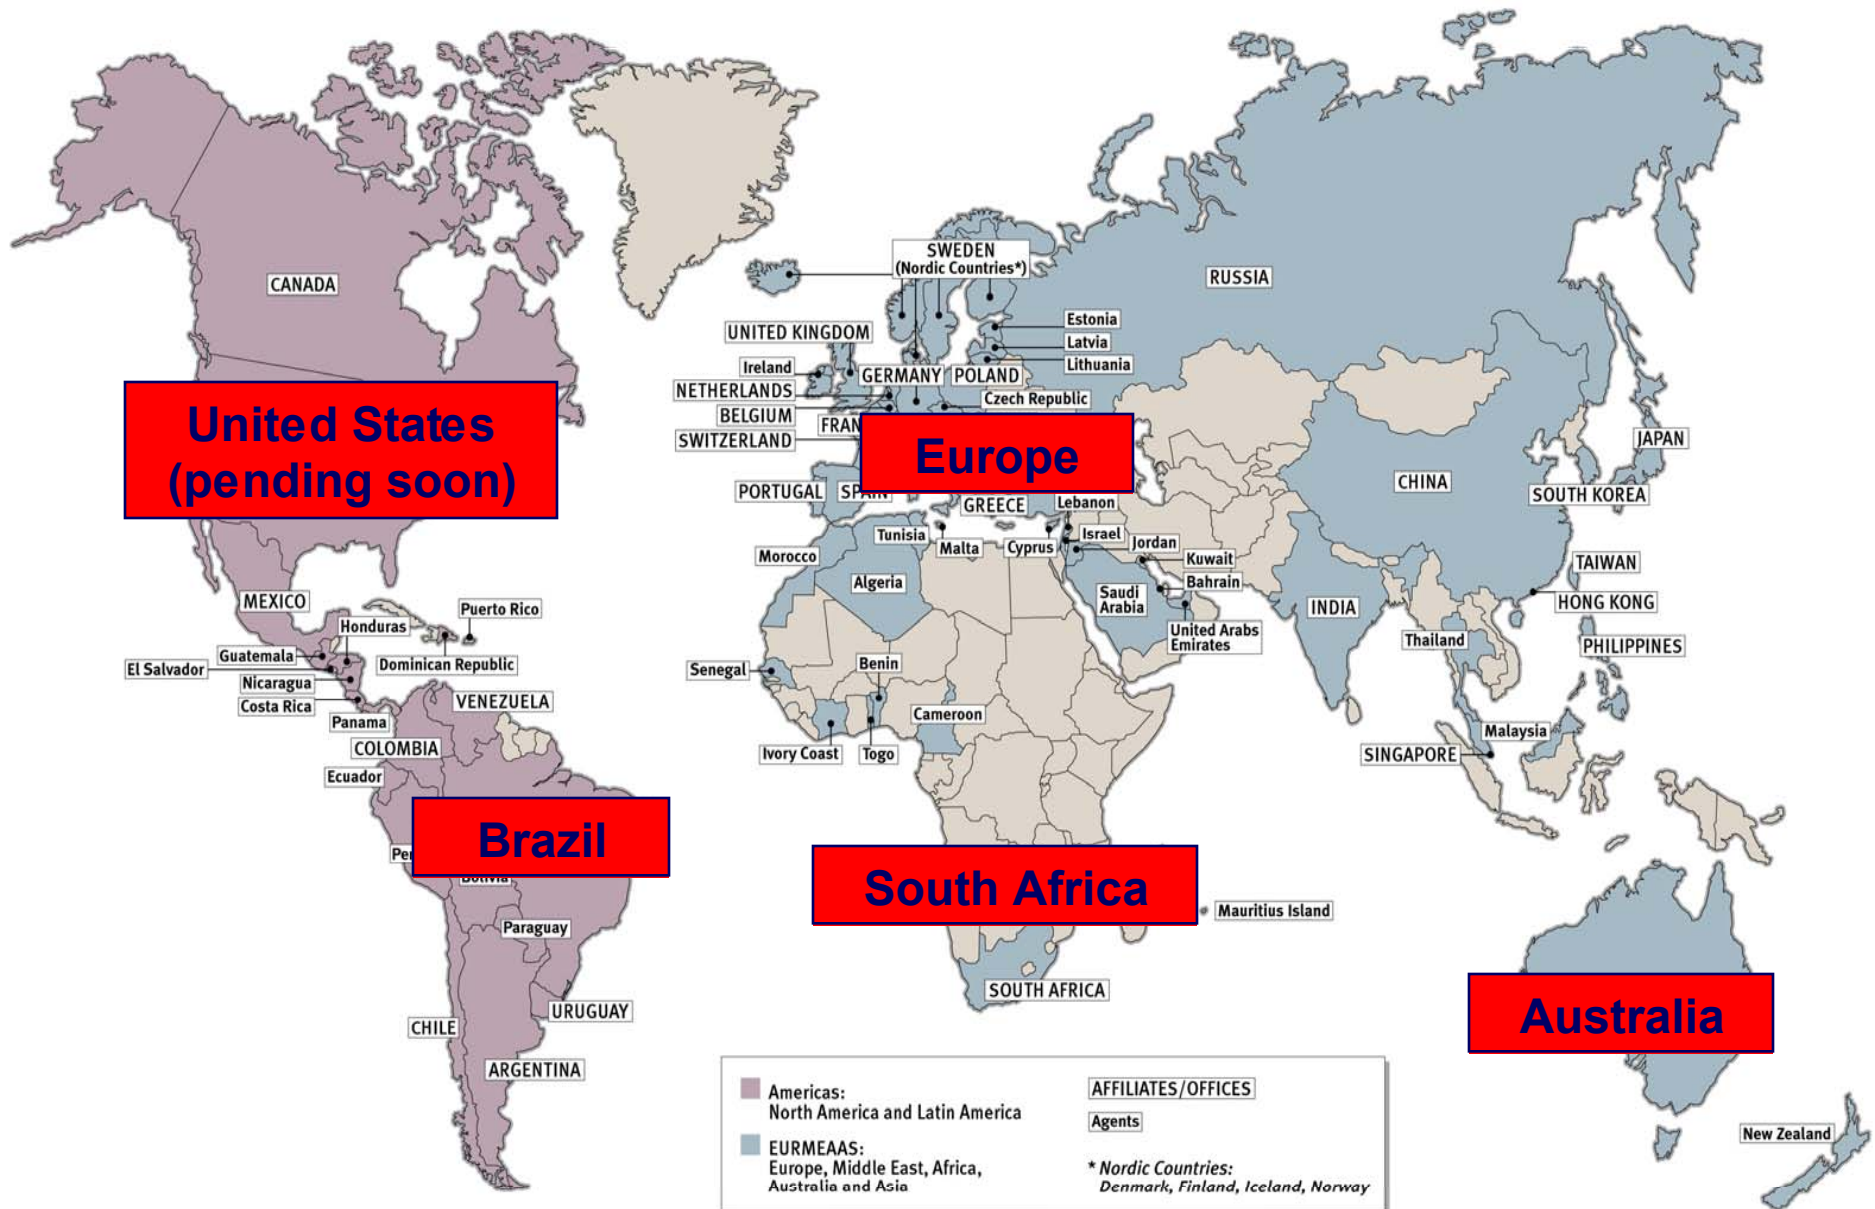 CANADA
SWEDEN
(Nordic Countries*)
RUSSIA
UNITED KINGDOM
Estonia
Latvia
Lithuania
Ireland
GERMANY
POLAND
NETHERLANDS
Czech Republic
BELGIUM
SWITZERLAND
United States
(pending soon)
Europe
JAPAN
CHINA
SOUTH KOREA
PORTUGAL
SPAIN
GREECE
Lebanon
Tunisia
Malta
Cyprus
Israel
Jordan
Morocco
Kuwait
Algeria
Bahrain
Saudi
Arabia
TAIWAN
HONG KONG
INDIA
MEXICO
Puerto Rico
Honduras
United Arabs
Emirates
Thailand
PHILIPPINES
Guatemala
Dominican Republic
El Salvador
Senegal
Benin
Nicaragua
Costa Rica
VENEZUELA
Panama
Cameroon
COLOMBIA
Ivory Coast
Togo
Malaysia
SINGAPORE
Ecuador
Brazil
Bolivia
South Africa
Mauritius Island
Paraguay
SOUTH AFRICA
Australia
URUGUAY
CHILE
ARGENTINA
Americas:
North America and Latin America
EURMEAAS:
Europe, Middle East, Africa,
Australia and Asia
AFFILIATES/OFFICES
Agents
* Nordic Countries:
Denmark, Finland, Iceland, Norway
New Zealand